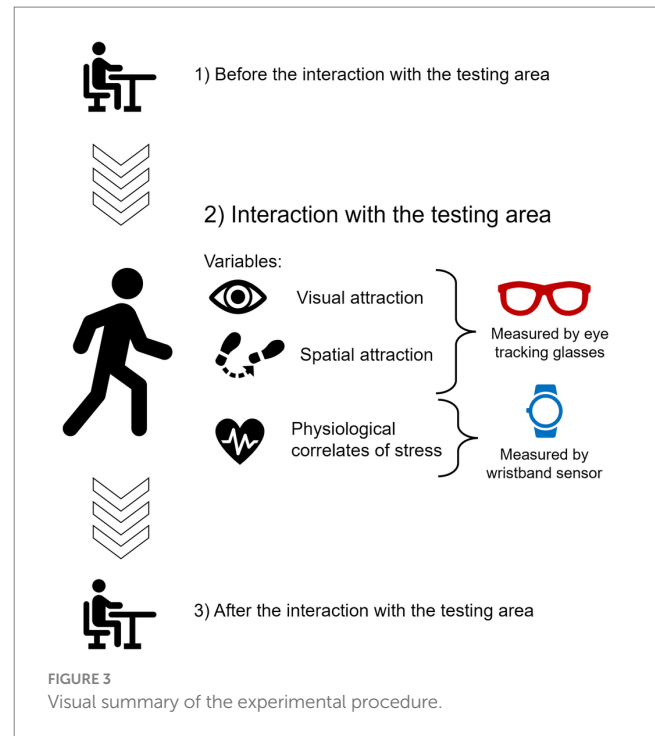 1) Before the interaction with the testing area
2) Interaction with the testing area
Variables:
Visual attraction
Spatial attraction
Measured by eye
tracking glasses
Physiological
correlates of stress
Measured by
wristband sensor
3) After the interaction with the testing area
FIGURE 3
Visual summary of the experimental procedure.